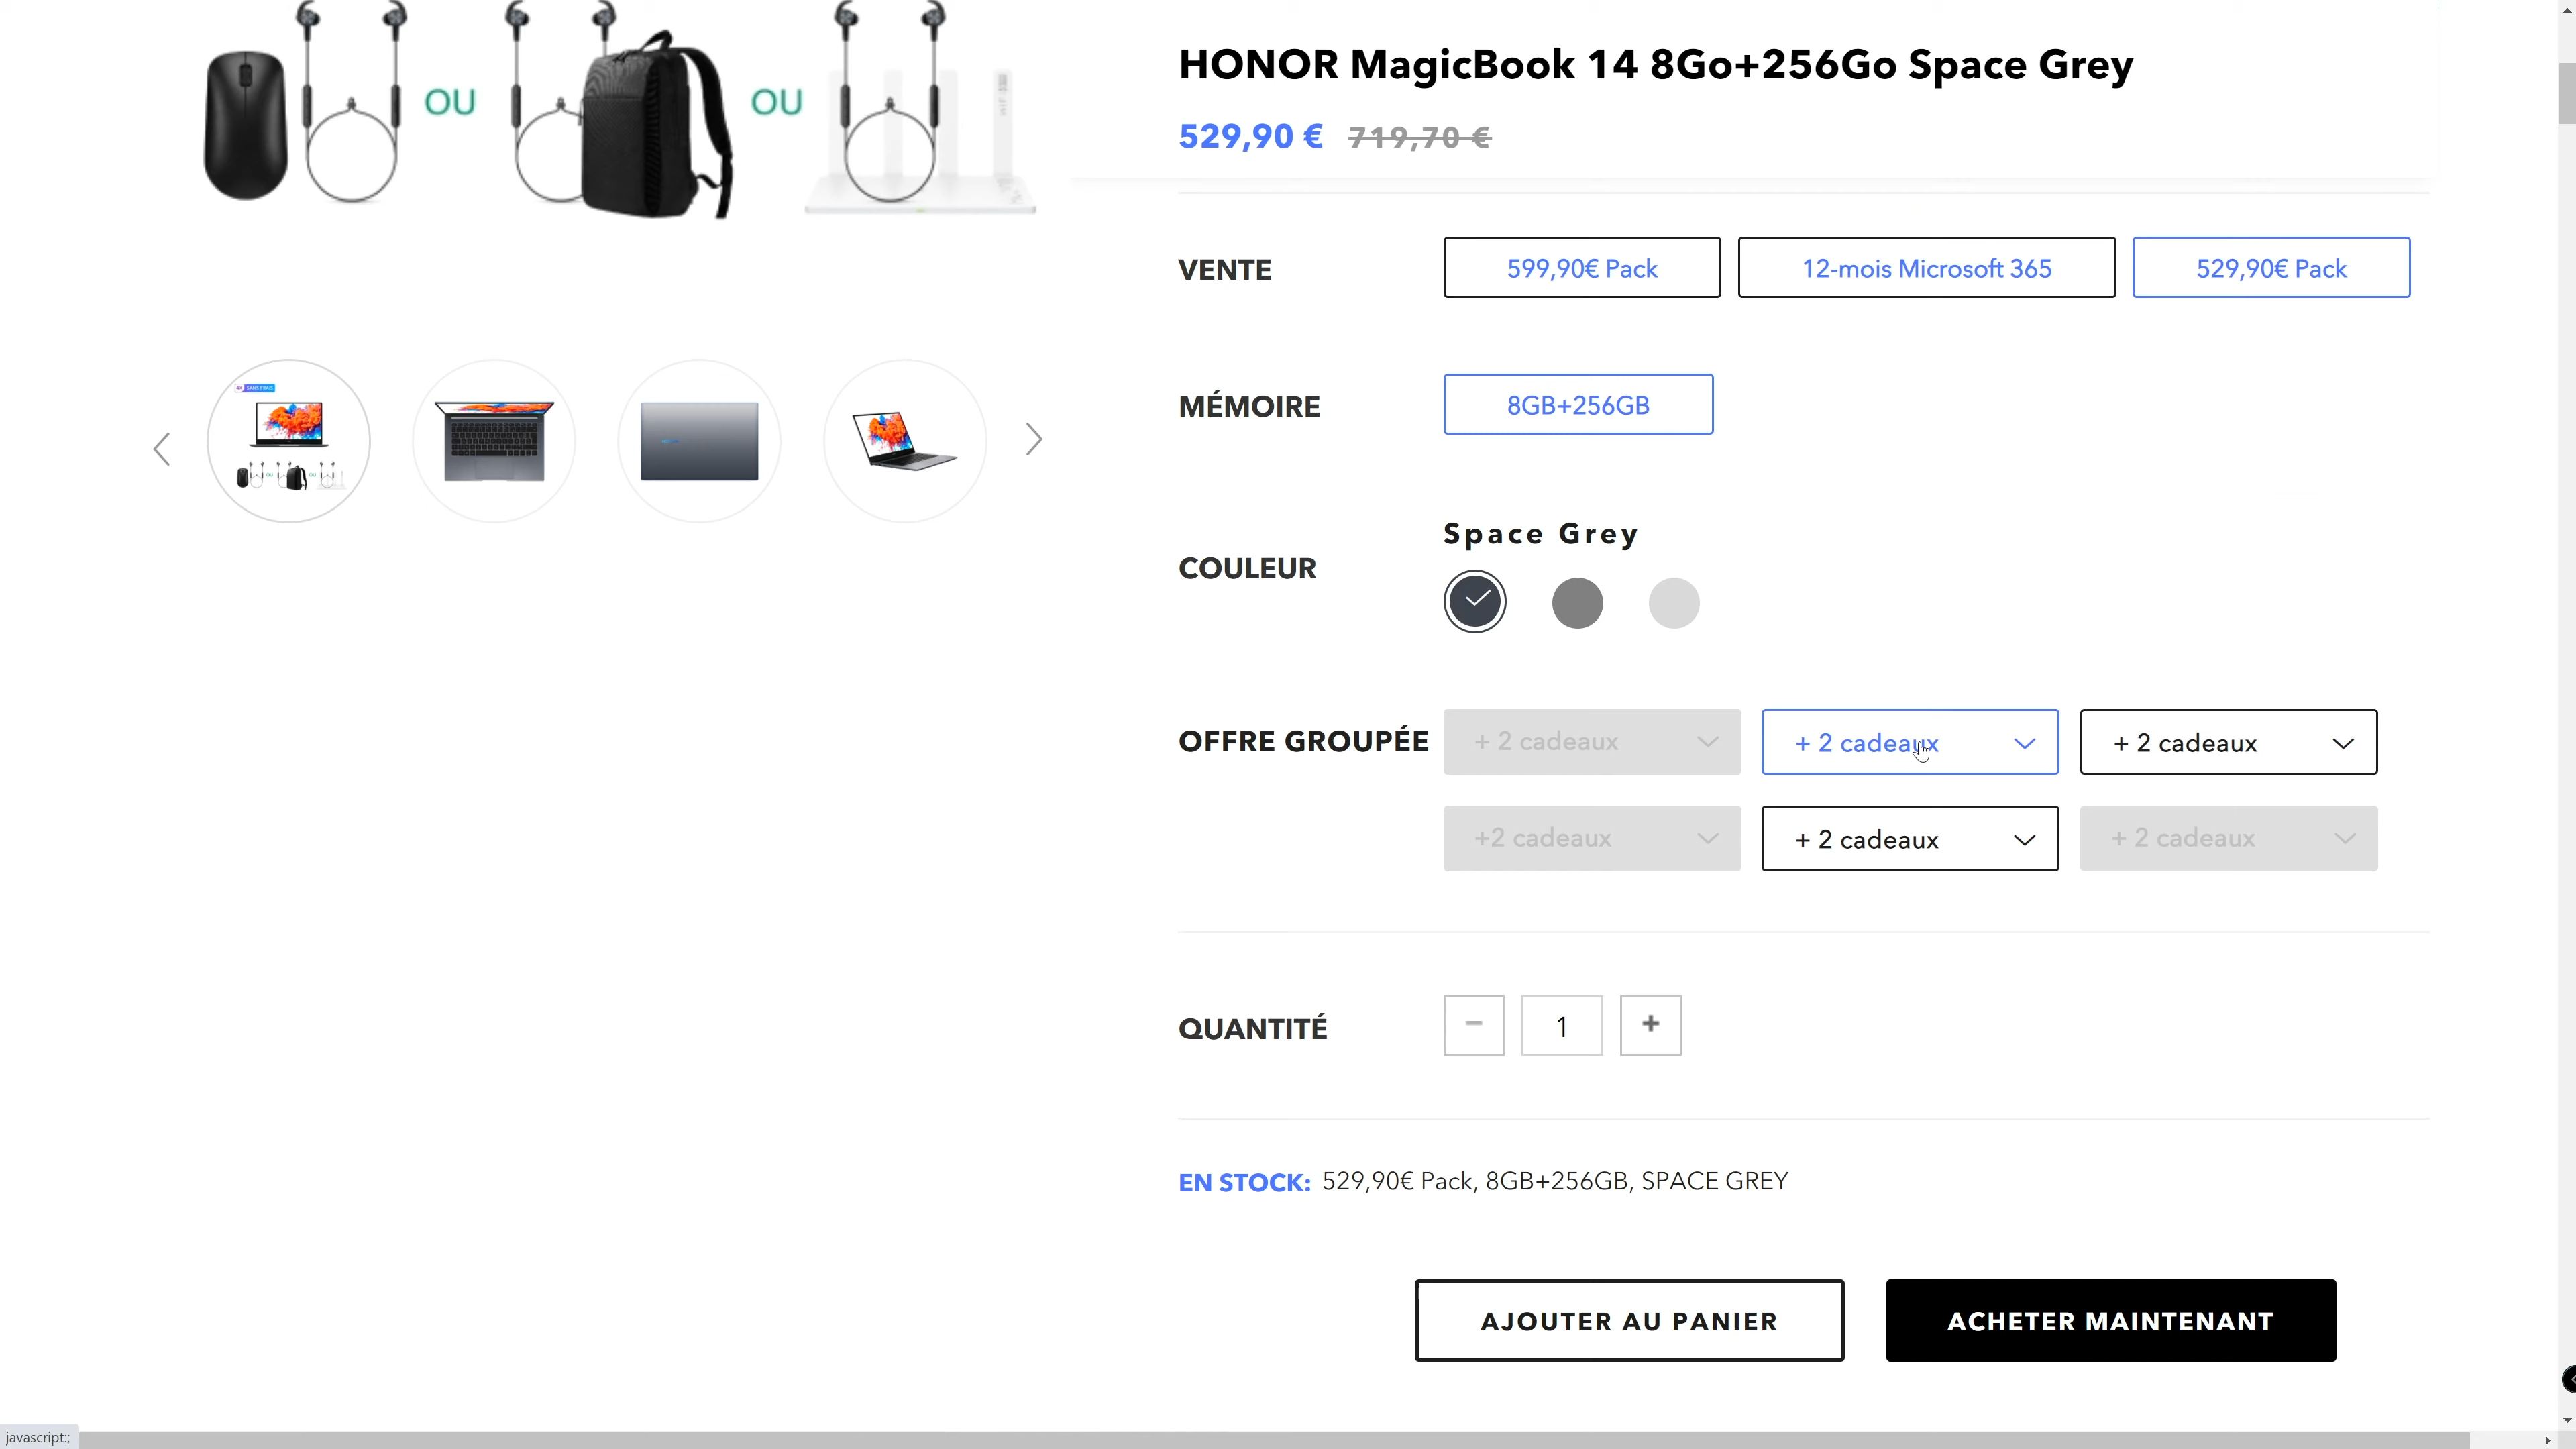 OU
OU
HONOR MagicBook 14 8Go+256Go Space Grey
529,90 € 719,70 €
VENTE
599,90€ Pack
12-mois Microsoft 365
529,90€ Pack
MÉMOIRE
8GB+256GB
SANS FRAIS
COULEUR
Space Grey
OFFRE GROUPÉE
+ 2 cadeaux
+ 2 cadeaux
+ 2 cadeaux
+2 cadeaux
+ 2 cadeaux
+ 2 cadeaux
QUANTITÉ
− 1 +
EN STOCK: 529,90€ Pack, 8GB+256GB, SPACE GREY
AJOUTER AU PANIER
ACHETER MAINTENANT
javascript:;